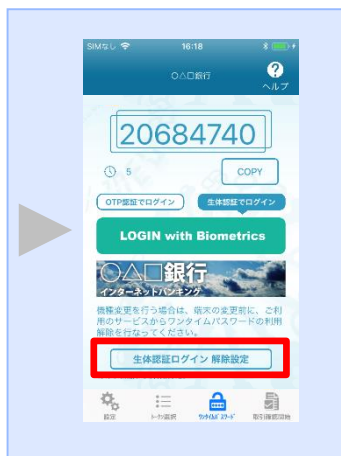 SIMなし 16:18
○△□銀行
?
ヘルプ
20684740
5 COPY
OTP認証でログイン 生体認証でログイン
LOGIN with Biometrics
○△□銀行
インターネットバンキング
機種変更を行う場合は、端末の変更前に、ご利
用のサービスからワンタイムパスワードの利用
解除を行なってください。
生体認証ログイン 解除設定
設定 トークン選択 ワンタイムパスワード 取引確認開始